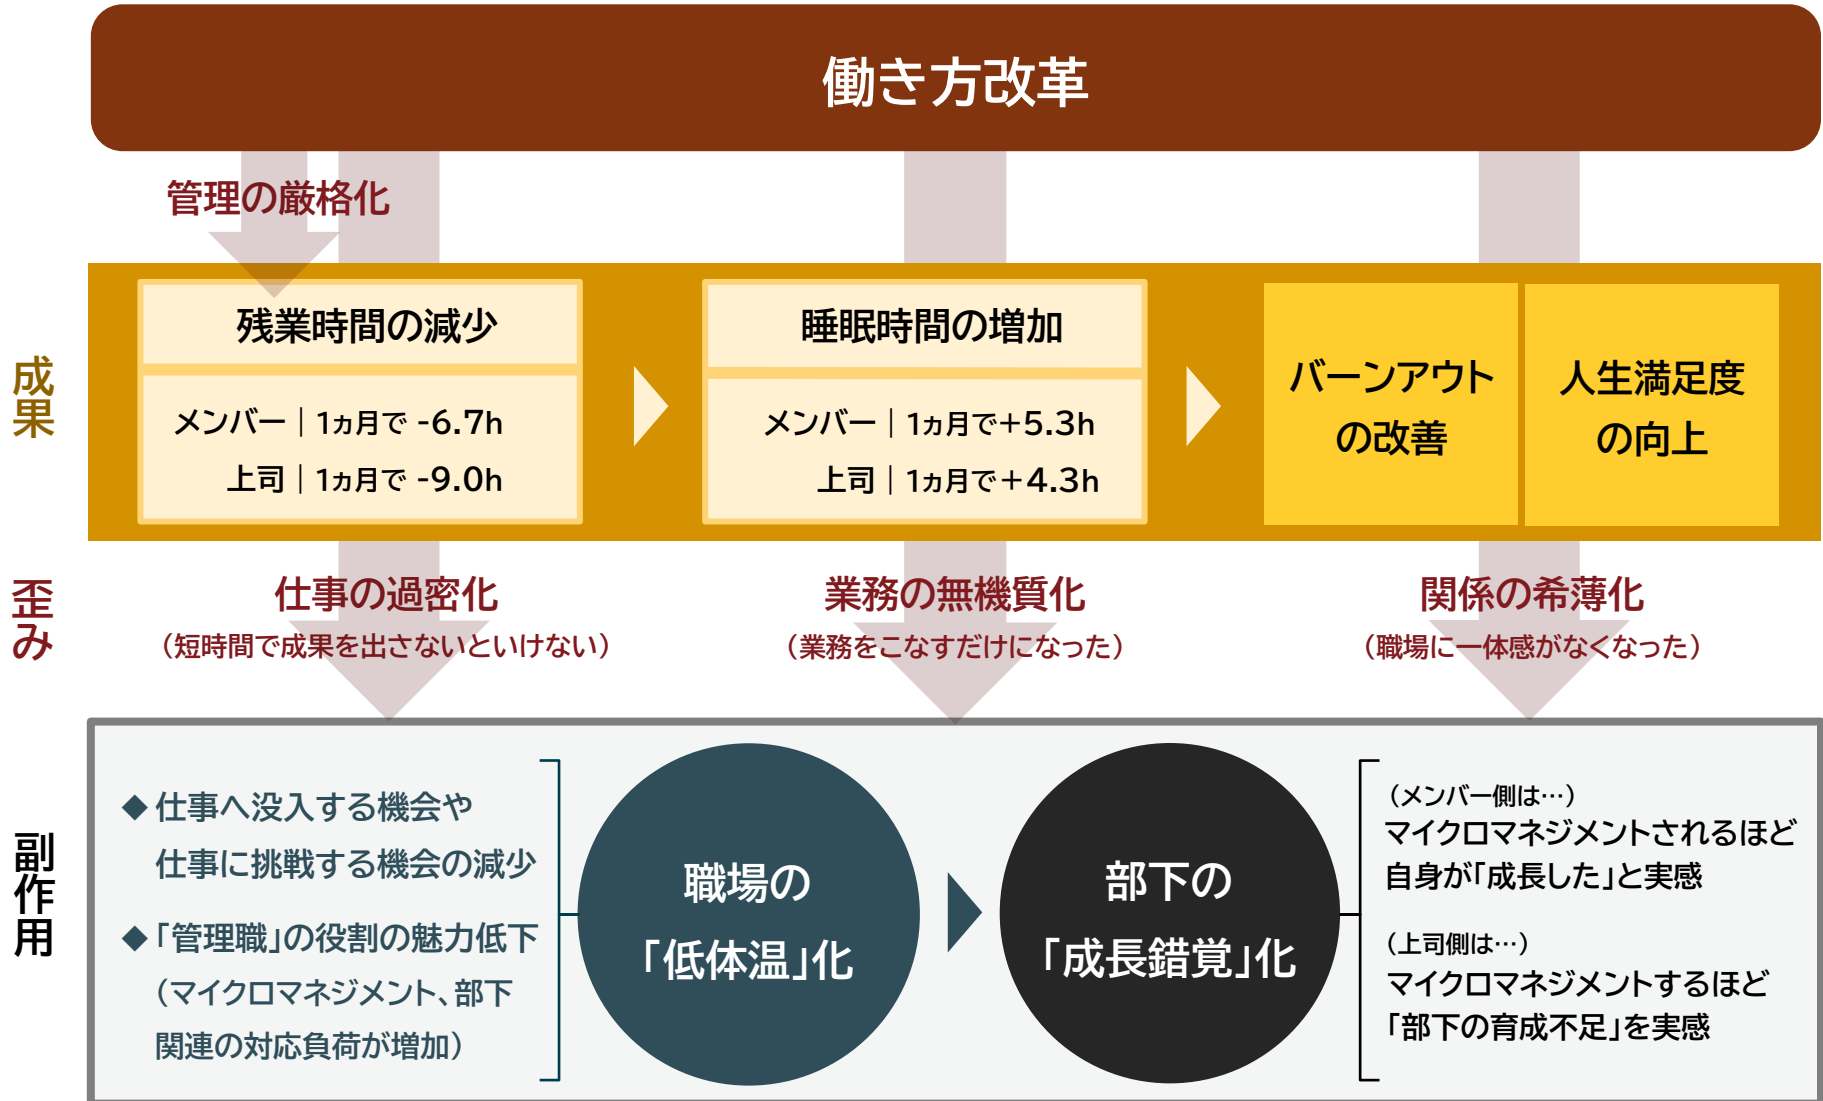 働き方改革
管理の厳格化
成果
残業時間の減少
メンバー｜1ヵ月で -6.7h
上司｜1ヵ月で -9.0h
睡眠時間の増加
メンバー｜1ヵ月で＋5.3h
上司｜1ヵ月で＋4.3h
バーンアウト
の改善
人生満足度
の向上
歪み
仕事の過密化
（短時間で成果を出さないといけない）
業務の無機質化
（業務をこなすだけになった）
関係の希薄化
（職場に一体感がなくなった）
副作用
◆ 仕事へ没入する機会や
仕事に挑戦する機会の減少
◆ 「管理職」の役割の魅力低下
（マイクロマネジメント、部下
関連の対応負荷が増加）
職場の
「低体温」化
部下の
「成長錯覚」化
（メンバー側は…）
マイクロマネジメントされるほど
自身が「成長した」と実感
（上司側は…）
マイクロマネジメントするほど
「部下の育成不足」を実感